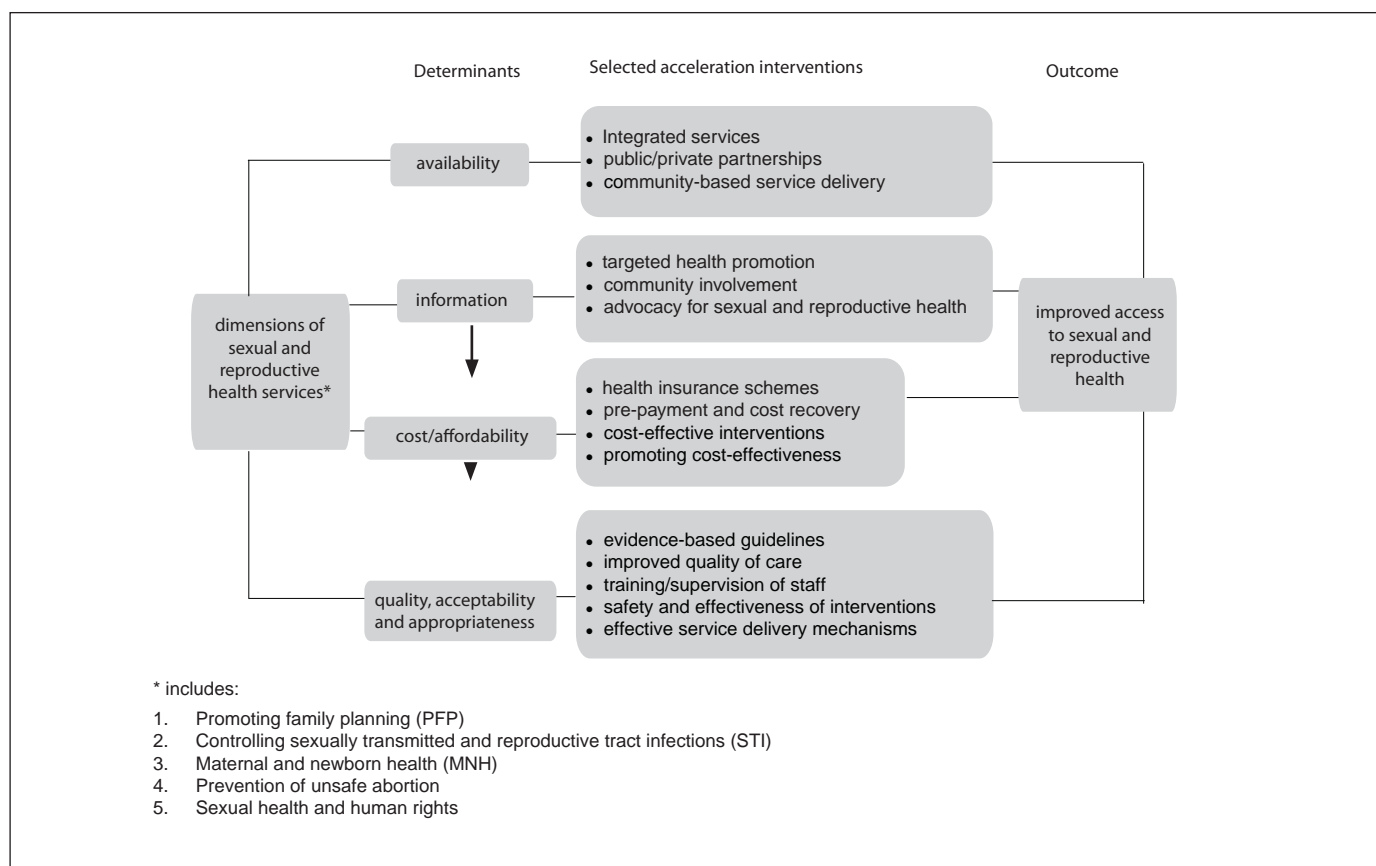 Determinants
Selected acceleration interventions
Outcome
availability
• Integrated services
• public/private partnerships
• community-based service delivery
information
• targeted health promotion
• community involvement
• advocacy for sexual and reproductive health
dimensions of
sexual and
reproductive
health services*
improved access
to sexual and
reproductive
health
cost/affordability
• health insurance schemes
• pre-payment and cost recovery
• cost-effective interventions
• promoting cost-effectiveness
quality, acceptability
and appropriateness
• evidence-based guidelines
• improved quality of care
• training/supervision of staff
• safety and effectiveness of interventions
• effective service delivery mechanisms
* includes:
1. Promoting family planning (PFP)
2. Controlling sexually transmitted and reproductive tract infections (STI)
3. Maternal and newborn health (MNH)
4. Prevention of unsafe abortion
5. Sexual health and human rights